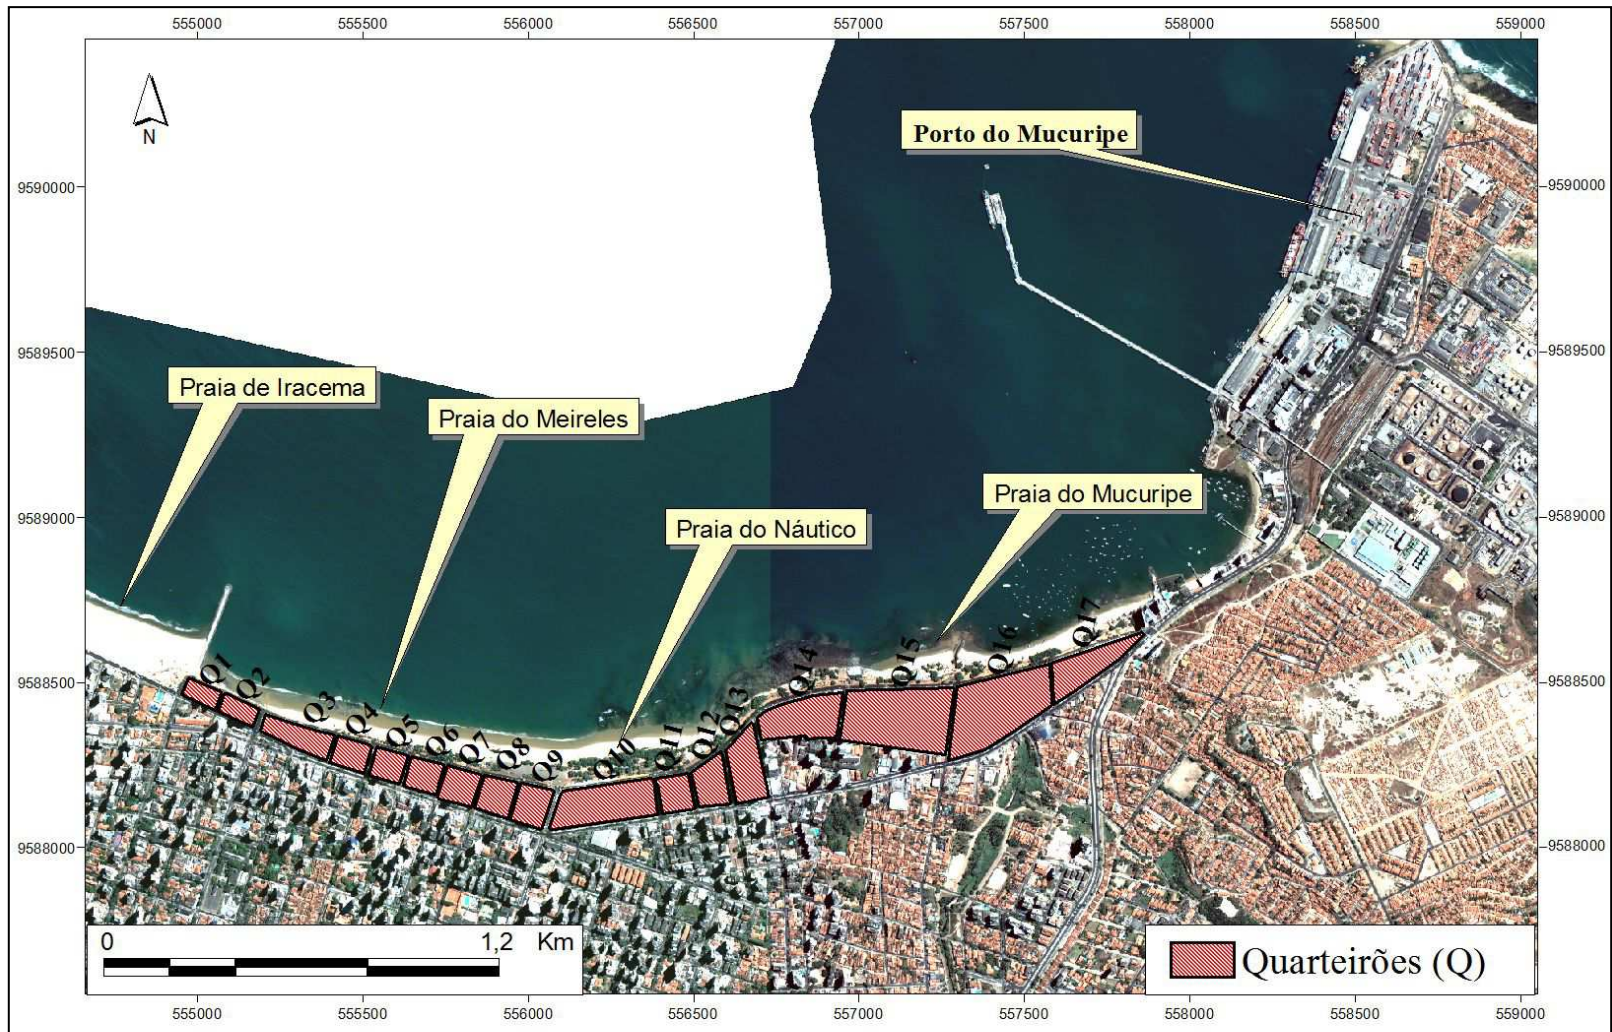 555000 555500 556000 556500 557000 557500 558000 558500 559000
N
Porto do Mucuripe
9590000 9590000
9589500 9589500
Praia de Iracema
Praia do Meireles
Praia do Mucuripe
Praia do Náutico
9589000 9589000
9588500 9588500
Q1 Q2 Q3 Q4 Q5 Q6 Q7 Q8 Q9 Q10 Q11 Q12 Q13 Q14 Q15 Q16 Q17
9588000 9588000
0 1,2 Km
Quarteirões (Q)
555000 555500 556000 556500 557000 557500 558000 558500 559000